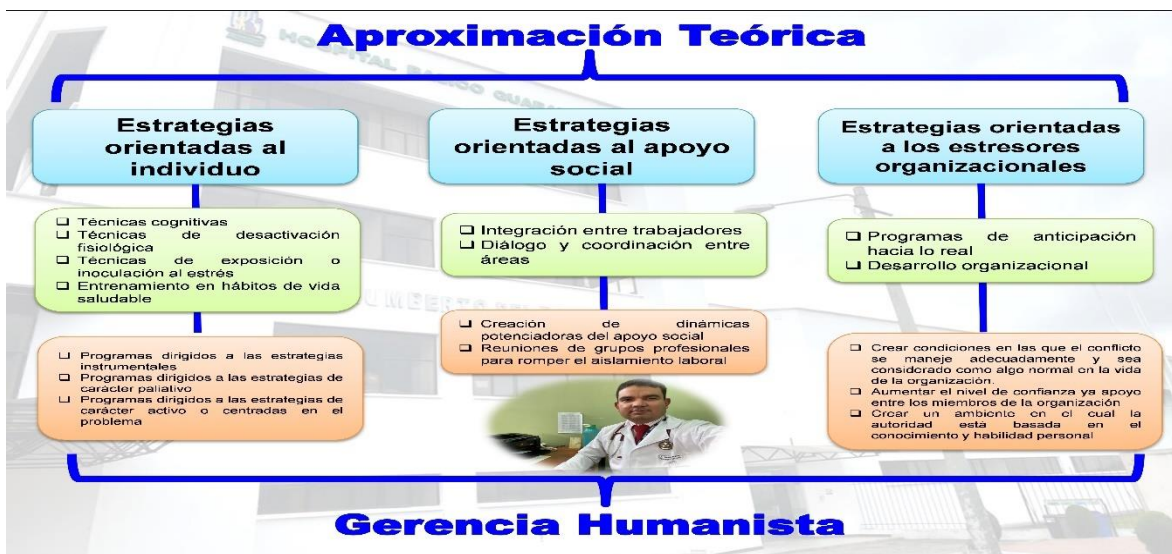 Aproximación Teórica
HOSPITAL BÁSICO
Estrategias
orientadas al
individuo
❑ Técnicas cognitivas
❑ Técnicas de desactivación
fisiológica
❑ Técnicas de exposición o
inoculación al estrés
❑ Entrenamiento en hábitos de vida
saludable
❑ Programas dirigidos a las estrategias
instrumentales
❑ Programas dirigidos a las estrategias de
carácter paliativo
❑ Programas dirigidos a las estrategias de
carácter activo o centradas en el
problema
Estrategias
orientadas al apoyo
social
❑ Integración entre trabajadores
❑ Diálogo y coordinación entre
áreas
❑ Creación de dinámicas
potenciadoras del apoyo social
❑ Reuniones de grupos profesionales
para romper el aislamiento laboral
Estrategias orientadas
a los estresores
organizacionales
❑ Programas de anticipación
hacia lo real
❑ Desarrollo organizacional
❑ Crear condiciones en las que el conflicto
se maneje adecuadamente y sea
considerado como algo normal en la vida
de la organización.
❑ Aumentar el nivel de confianza ya apoyo
entre los miembros de la organización
❑ Crear un ambiente en el cual la
autoridad está basada en el
conocimiento y habilidad personal
Gerencia Humanista